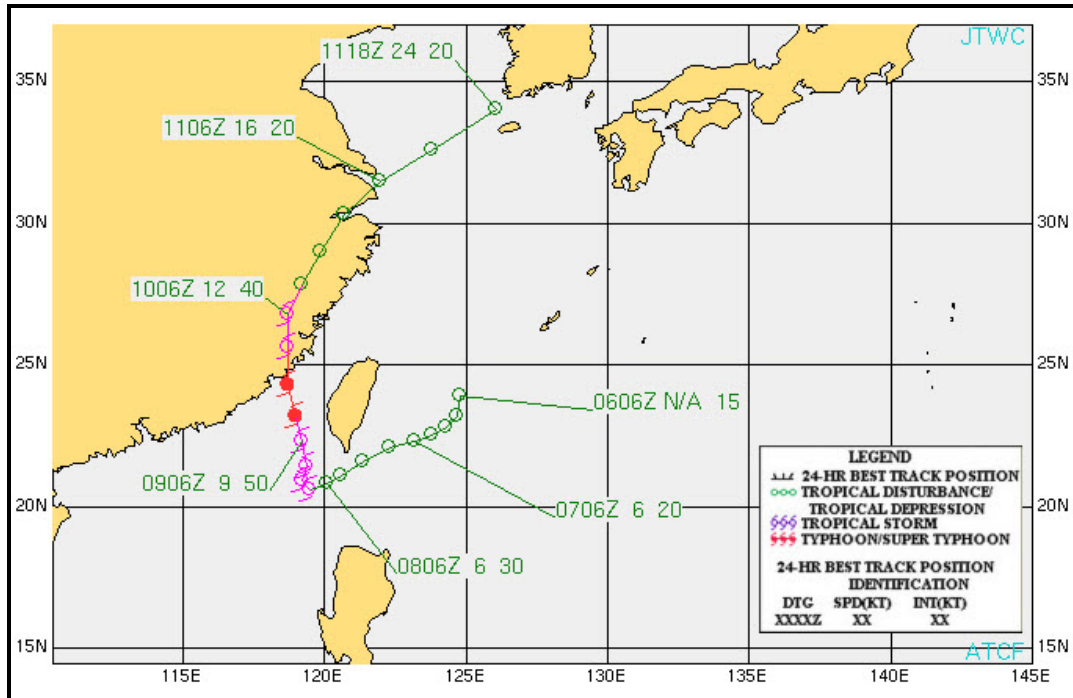 JTWC
1118Z 24 20
35N
35N
1106Z 16 20
30N
30N
1006Z 12 40
25N
25N
0606Z N/A 15
LEGEND
24-HR BEST TRACK POSITION
TROPICAL DISTURBANCE/
TROPICAL DEPRESSION
TROPICAL STORM
TYPHOON/SUPER TYPHOON
24-HR BEST TRACK POSITION
IDENTIFICATION
DTG SPD(KT) INT(KT)
XXXXZ XX XX
0906Z 9 50
20N
20N
0706Z 6 20
0806Z 6 30
15N
15N
ATCF
115E 120E 125E 130E 135E 140E 145E